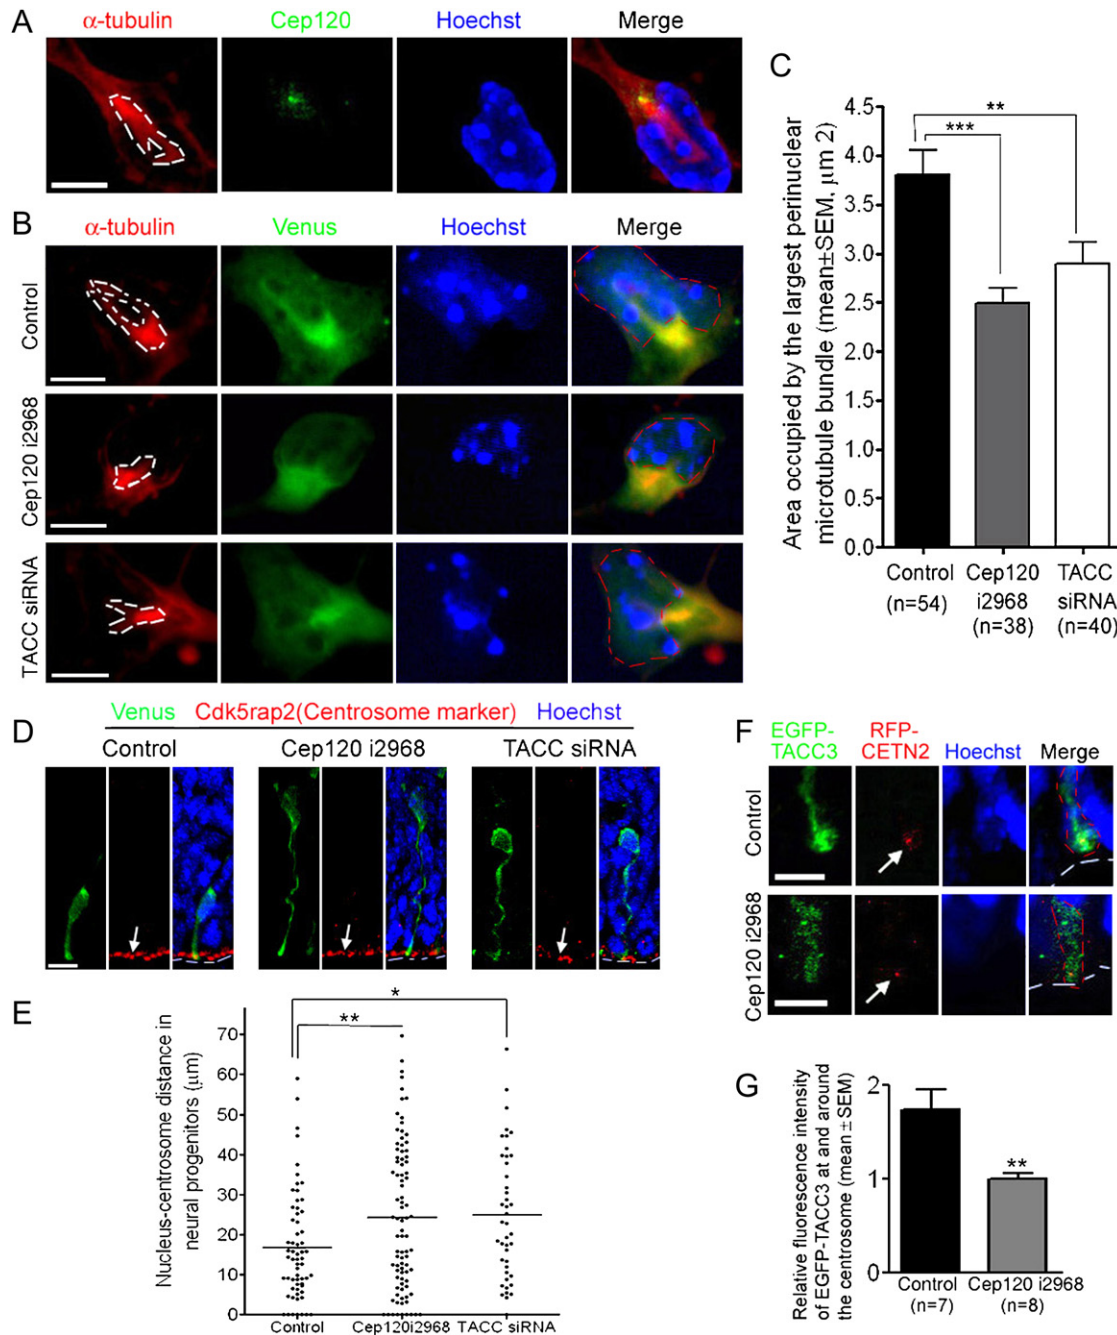 A
α-tubulin Cep120 Hoechst Merge
B
α-tubulin Venus Hoechst Merge
Control
Cep120 i2968
TACC siRNA
C
Area occupied by the largest perinuclear
microtubule bundle (mean±SEM, μm 2)
4.5
4.0
3.5
3.0
2.5
2.0
1.5
1.0
0.5
0.0
**
***
Control
(n=54)
Cep120
i2968
(n=38)
TACC
siRNA
(n=40)
D
Venus Cdk5rap2(Centrosome marker) Hoechst
Control Cep120 i2968 TACC siRNA
E
Nucleus-centrosome distance in
neural progenitors (μm)
70
60
50
40
30
20
10
0
*
**
Control Cep120i2968 TACC siRNA
F
EGFP-
TACC3
RFP-
CETN2
Hoechst
Merge
Control
Cep120 i2968
G
Relative fluorescence intensity
of EGFP-TACC3 at and around
the centrosome (mean ± SEM)
2
1
0
**
Control
(n=7)
Cep120 i2968
(n=8)